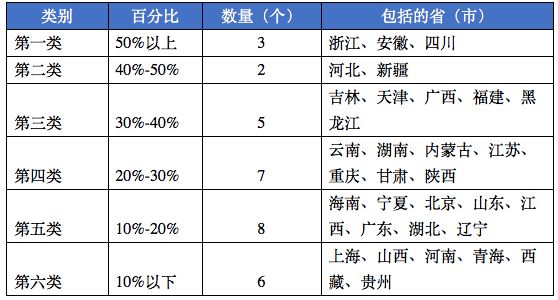 类别 百分比 数量（个） 包括的省（市）
第一类 50%以上 3 浙江、安徽、四川
第二类 40%-50% 2 河北、新疆
第三类 30%-40% 5 吉林、天津、广西、福建、黑
龙江
第四类 20%-30% 7 云南、湖南、内蒙古、江苏、
重庆、甘肃、陕西
第五类 10%-20% 8 海南、宁夏、北京、山东、江
西、广东、湖北、辽宁
第六类 10%以下 6 上海、山西、河南、青海、西
藏、贵州